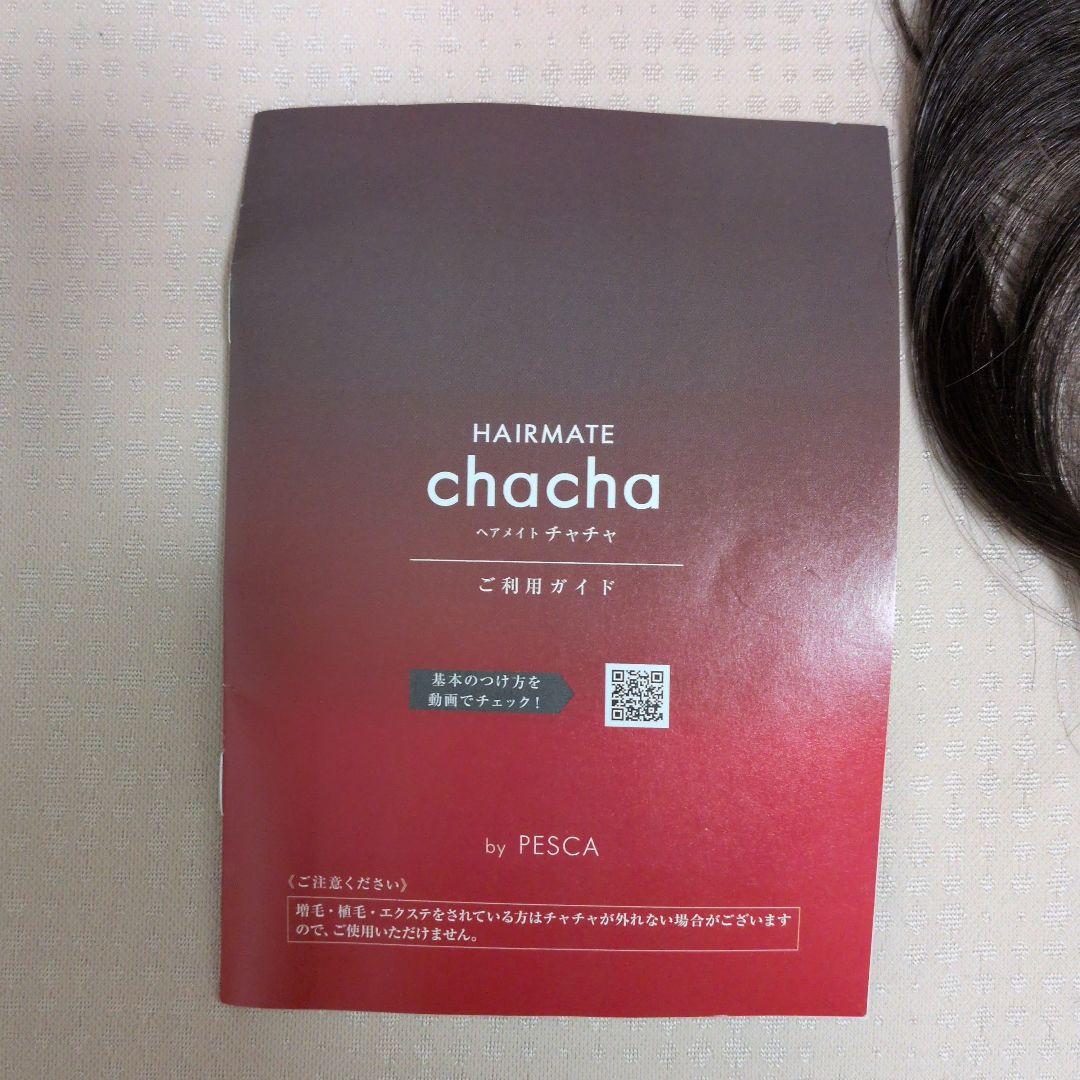 HAIRMATE
chacha
ヘアメイト チャチャ
ご利用ガイド
基本のつけ方を
動画でチェック!
by PESCA
《ご注意ください》
増毛・植毛・エクステをされている方はチャチャが外れない場合がございます
ので、ご使用いただけません。